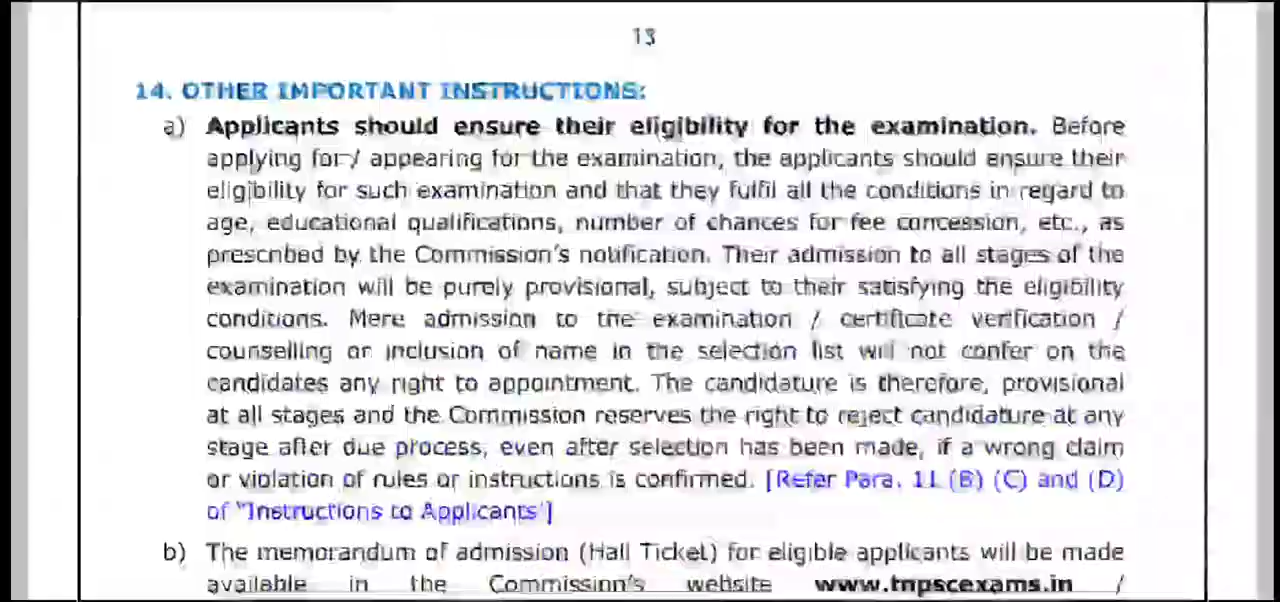 13
14. OTHER IMPORTANT INSTRUCTIONS:
a) Applicants should ensure their eligibility for the examination. Before
applying for / appearing for the examination, the applicants should ensure their
eligibility for such examination and that they fulfil all the conditions in regard to
age, educational qualifications, number of chances for fee concession, etc., as
prescribed by the Commission's notification. Their admission to all stages of the
examination will be purely provisional, subject to their satisfying the eligibility
conditions. Mere admission to the examination / certificate verification /
counselling or inclusion of name in the selection list will not confer on the
candidates any right to appointment. The candidature is therefore, provisional
at all stages and the Commission reserves the right to reject candidature at any
stage after due process, even after selection has been made, if a wrong claim
or violation of rules or instructions is confirmed. [Refer Para. 11 (B) (C) and (D)
of "Instructions to Applicants"]
b) The memorandum of admission (Hall Ticket) for eligible applicants will be made
available in the Commission's website www.tnpscexams.in /